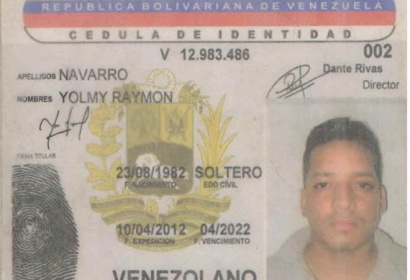 REPUBLICA BOLIVARIANA DE VENEZUELA
CEDULA DE IDENTIDAD
V 12.983.486 002
Dante Rivas
Director
APELLIDOS NAVARRO
NOMBRES YOLMY RAYMON
FIRMA TITULAR
23/08/1982 SOLTERO
F. NACIMIENTO EDO CIVIL
10/04/2012 04/2022
F. EXPEDICION F. VENCIMIENTO
VENEZOLANO